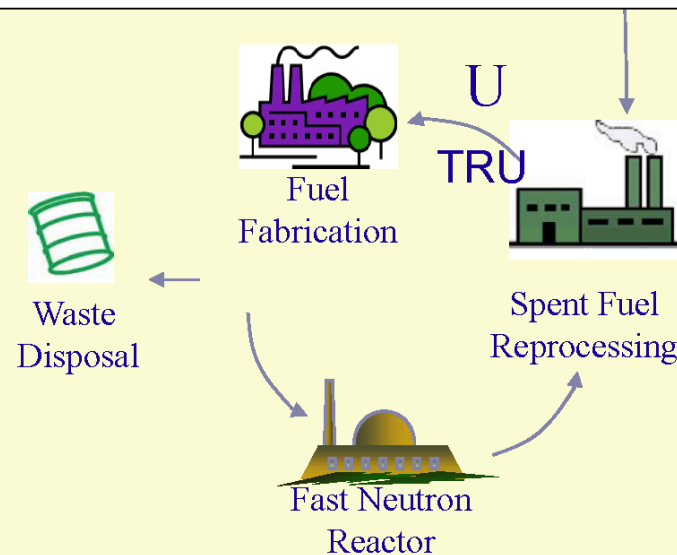 U
TRU
Fuel
Fabrication
Waste
Disposal
Spent Fuel
Reprocessing
Fast Neutron
Reactor